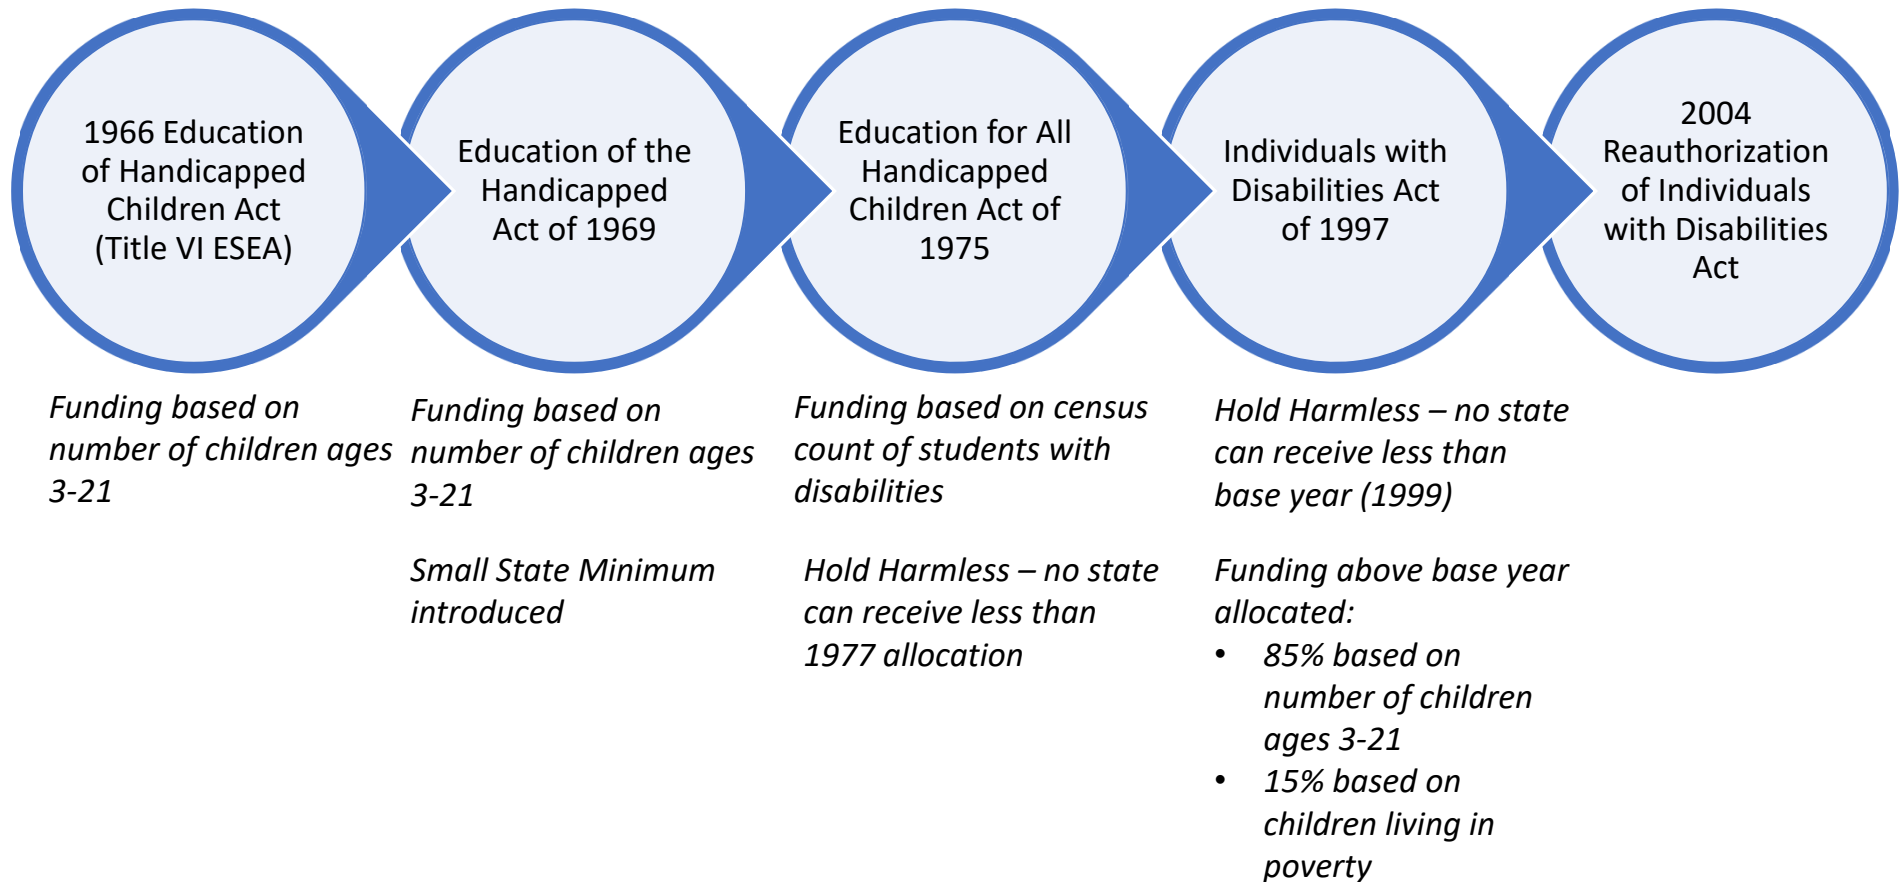 1966 Education
of Handicapped
Children Act
(Title VI ESEA)
Education of the
Handicapped
Act of 1969
Education for All
Handicapped
Children Act of
1975
Individuals with
Disabilities Act
of 1997
2004
Reauthorization
of Individuals
with Disabilities
Act
Funding based on
number of children ages
3-21
Funding based on
number of children ages
3-21
Small State Minimum
introduced
Funding based on census
count of students with
disabilities
Hold Harmless – no state
can receive less than
1977 allocation
Hold Harmless – no state
can receive less than
base year (1999)
Funding above base year
allocated:
• 85% based on
number of children
ages 3-21
• 15% based on
children living in
poverty